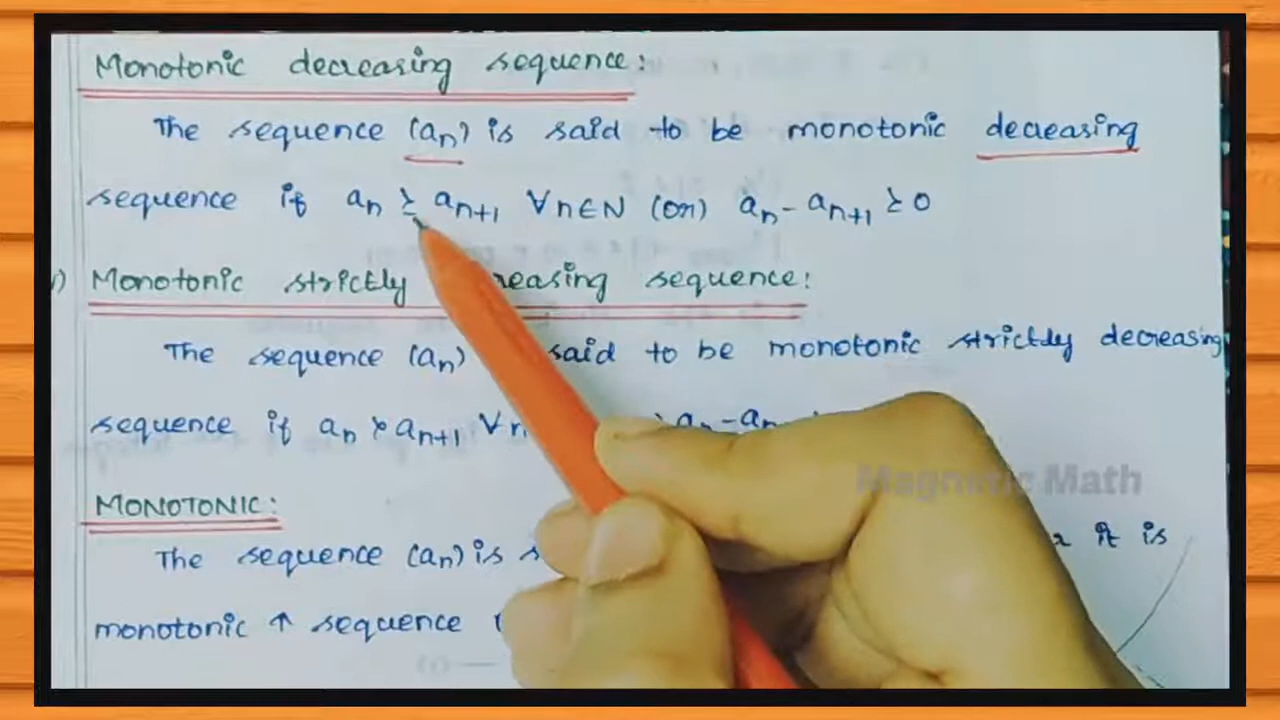 Monotonic decreasing sequence:
The sequence (aₙ) is said to be monotonic decreasing
sequence if aₙ ≥ aₙ₊₁ ∀n∈N (or) aₙ - aₙ₊₁ ≥ 0
Monotonic strictly sequence:
The sequence (aₙ) said to be monotonic strictly decreasing
sequence if aₙ > aₙ₊₁ ∀n
MONOTONIC:
The sequence (aₙ) is it is
monotonic ↑ sequence
Math